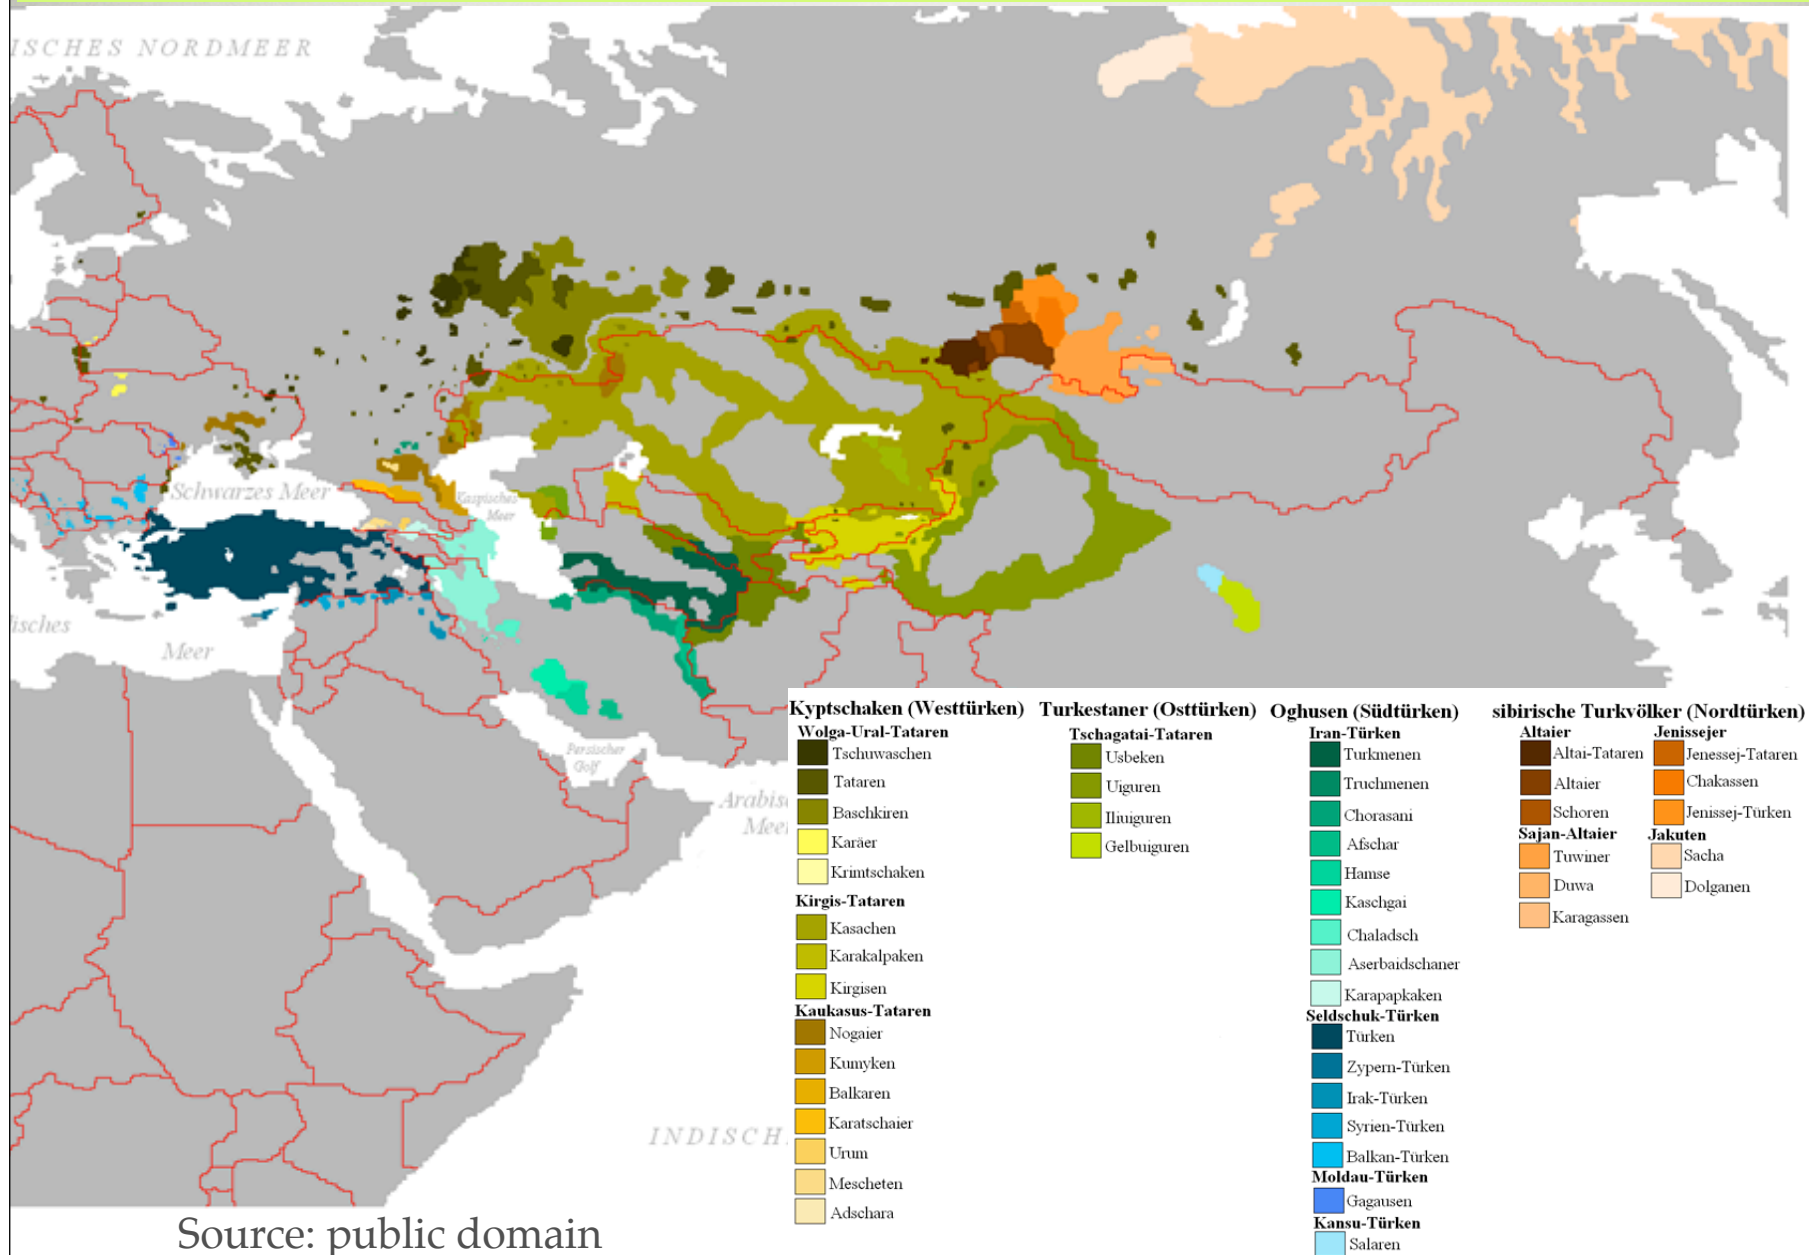 ISCHES NORDMEER
Schwarzes Meer
Kaspisches
Meer
isches
Meer
Persischer
Golf
Arabis
Meer
INDISCH
Kyptschaken (Westtürken)
Wolga-Ural-Tataren
Tschuwaschen
Tataren
Baschkiren
Karäer
Krimtschaken
Kirgis-Tataren
Kasachen
Karakalpaken
Kirgisen
Kaukasus-Tataren
Nogaier
Kumyken
Balkaren
Karatschaier
Urum
Mescheten
Adschara
Turkestaner (Osttürken)
Tschagatai-Tataren
Usbeken
Uiguren
Iliuiguren
Gelbuiguren
Oghusen (Südtürken)
Iran-Türken
Turkmenen
Truchmenen
Chorasani
Afschar
Hamse
Kaschgai
Chaladsch
Aserbaidschaner
Karapapkaken
Seldschuk-Türken
Türken
Zypern-Türken
Irak-Türken
Syrien-Türken
Balkan-Türken
Moldau-Türken
Gagausen
Kansu-Türken
Salaren
sibirische Turkvölker (Nordtürken)
Altaier
Altai-Tataren
Altaier
Schoren
Sajan-Altaier
Tuwiner
Duwa
Karagassen
Jenissejer
Jenessej-Tataren
Chakassen
Jenissej-Türken
Jakuten
Sacha
Dolganen
Source: public domain